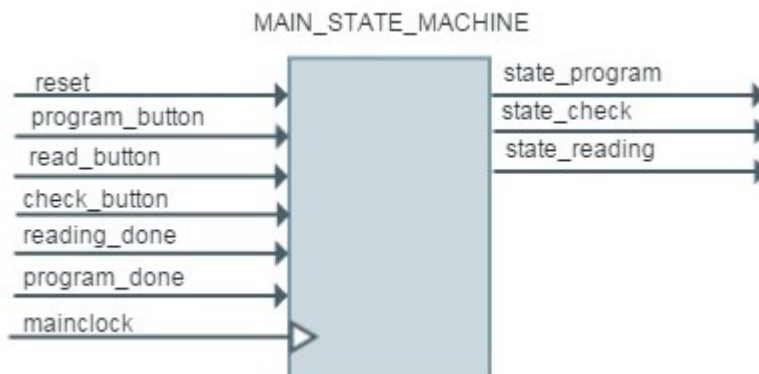 MAIN_STATE_MACHINE
reset
program_button
read_button
check_button
reading_done
program_done
mainclock
state_program
state_check
state_reading